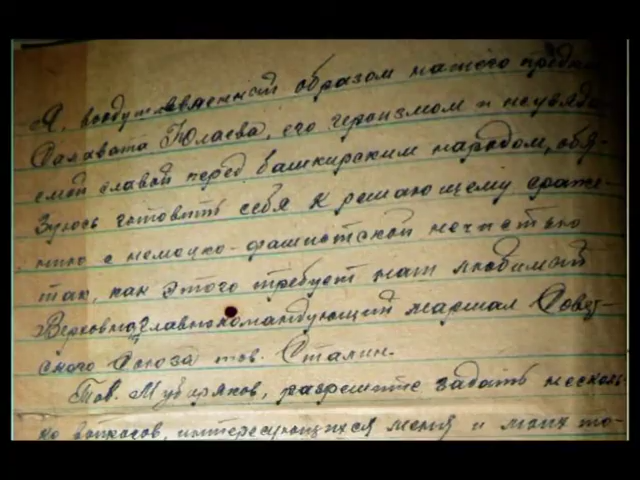 Я, воодушевленный образом нашего предка
Салавата Юлаева, его героизмом и неувяда-
емой славой перед башкирским народом, обя-
зуюсь готовить себя к решающему сраже-
нию с немецко-фашистской нечистью
так, как этого требует наш любимый
Верховный Главнокомандующий маршал Совет-
ского Союза тов. Сталин.
Тов. Мубаряков, разрешите задать несколь-
ко вопросов, интересующихся меня и моих то-